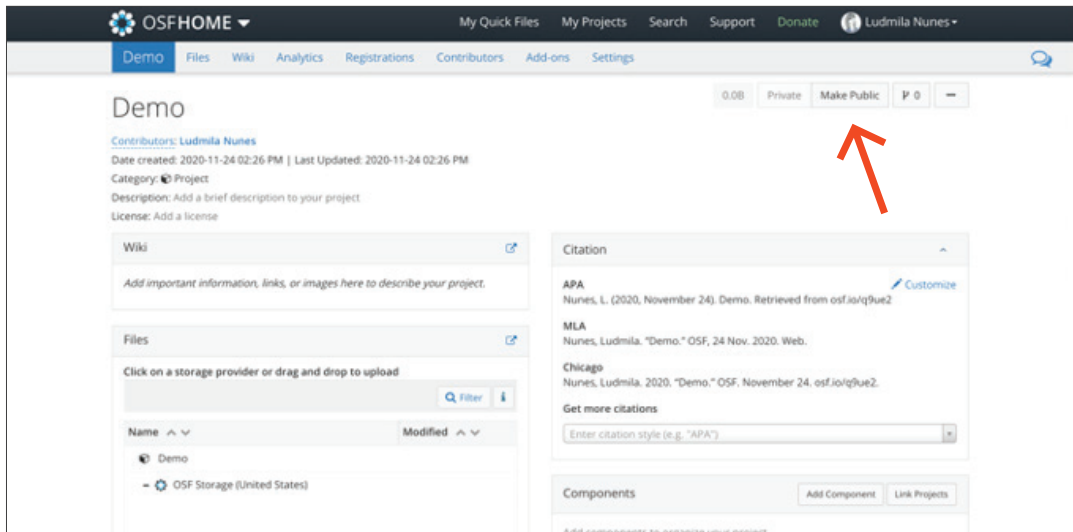 OSFHOME My Quick Files My Projects Search Support Donate Ludmila Nunes
Demo Files Wiki Analytics Registrations Contributors Add-ons Settings
0.0B Private Make Public 0
Demo
Contributors: Ludmila Nunes
Date created: 2020-11-24 02:26 PM | Last Updated: 2020-11-24 02:26 PM
Category: Project
Description: Add a brief description to your project
License: Add a license
Wiki
Add important information, links, or images here to describe your project.
Files
Click on a storage provider or drag and drop to upload
Filter i
Name Modified
Demo
OSF Storage (United States)
Citation
APA Customize
Nunes, L. (2020, November 24). Demo. Retrieved from osf.io/q9ue2
MLA
Nunes, Ludmila. "Demo." OSF, 24 Nov. 2020. Web.
Chicago
Nunes, Ludmila. 2020. "Demo." OSF. November 24. osf.io/q9ue2.
Get more citations
Enter citation style (e.g. "APA")
Components Add Component Link Projects
Add components to organize your project.